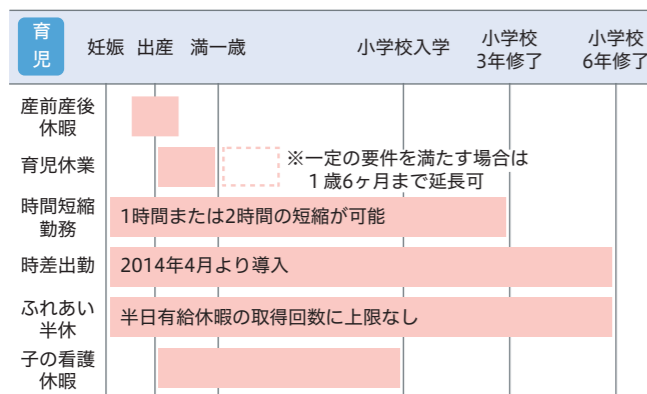 育児
妊娠 出産 満一歳 小学校入学 小学校3年修了 小学校6年修了
産前産後
休暇
育児休業
※一定の要件を満たす場合は
1歳6ヶ月まで延長可
時間短縮
勤務
1時間または2時間の短縮が可能
時差出勤
2014年4月より導入
ふれあい
半休
半日有給休暇の取得回数に上限なし
子の看護
休暇